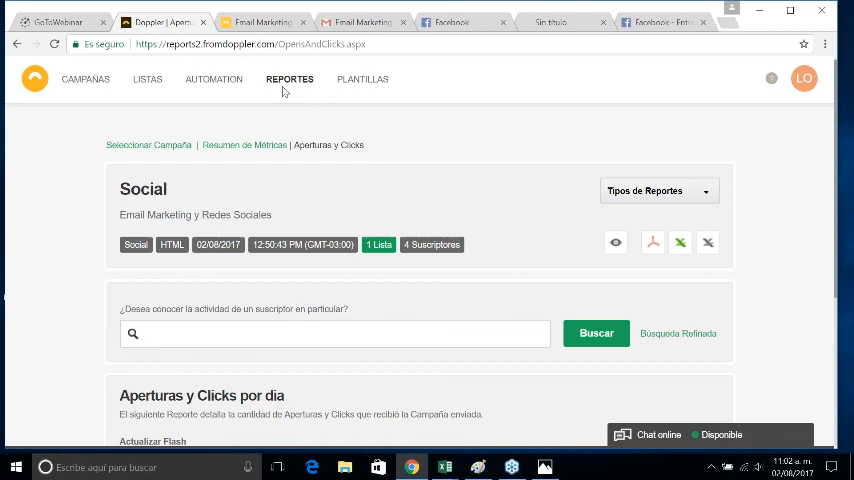 GoToWebinar
Doppler | Apertu
Email Marketing
Email Marketing
Facebook
Sin título
Facebook - Entr
Es seguro
https://reports2.fromdoppler.com/OpensAndClicks.aspx
CAMPAÑAS
LISTAS
AUTOMATION
REPORTES
PLANTILLAS
?
LO
Seleccionar Campaña | Resumen de Métricas | Aperturas y Clicks
Social
Tipos de Reportes
Email Marketing y Redes Sociales
Social
HTML
02/08/2017
12:50:43 PM (GMT-03:00)
1 Lista
4 Suscriptores
¿Desea conocer la actividad de un suscriptor en particular?
Buscar
Búsqueda Refinada
Aperturas y Clicks por dia
El siguiente Reporte detalla la cantidad de Aperturas y Clicks que recibió la Campaña enviada.
Actualizar Flash
Chat online
Disponible
Escribe aquí para buscar
11:02 a. m.
02/08/2017